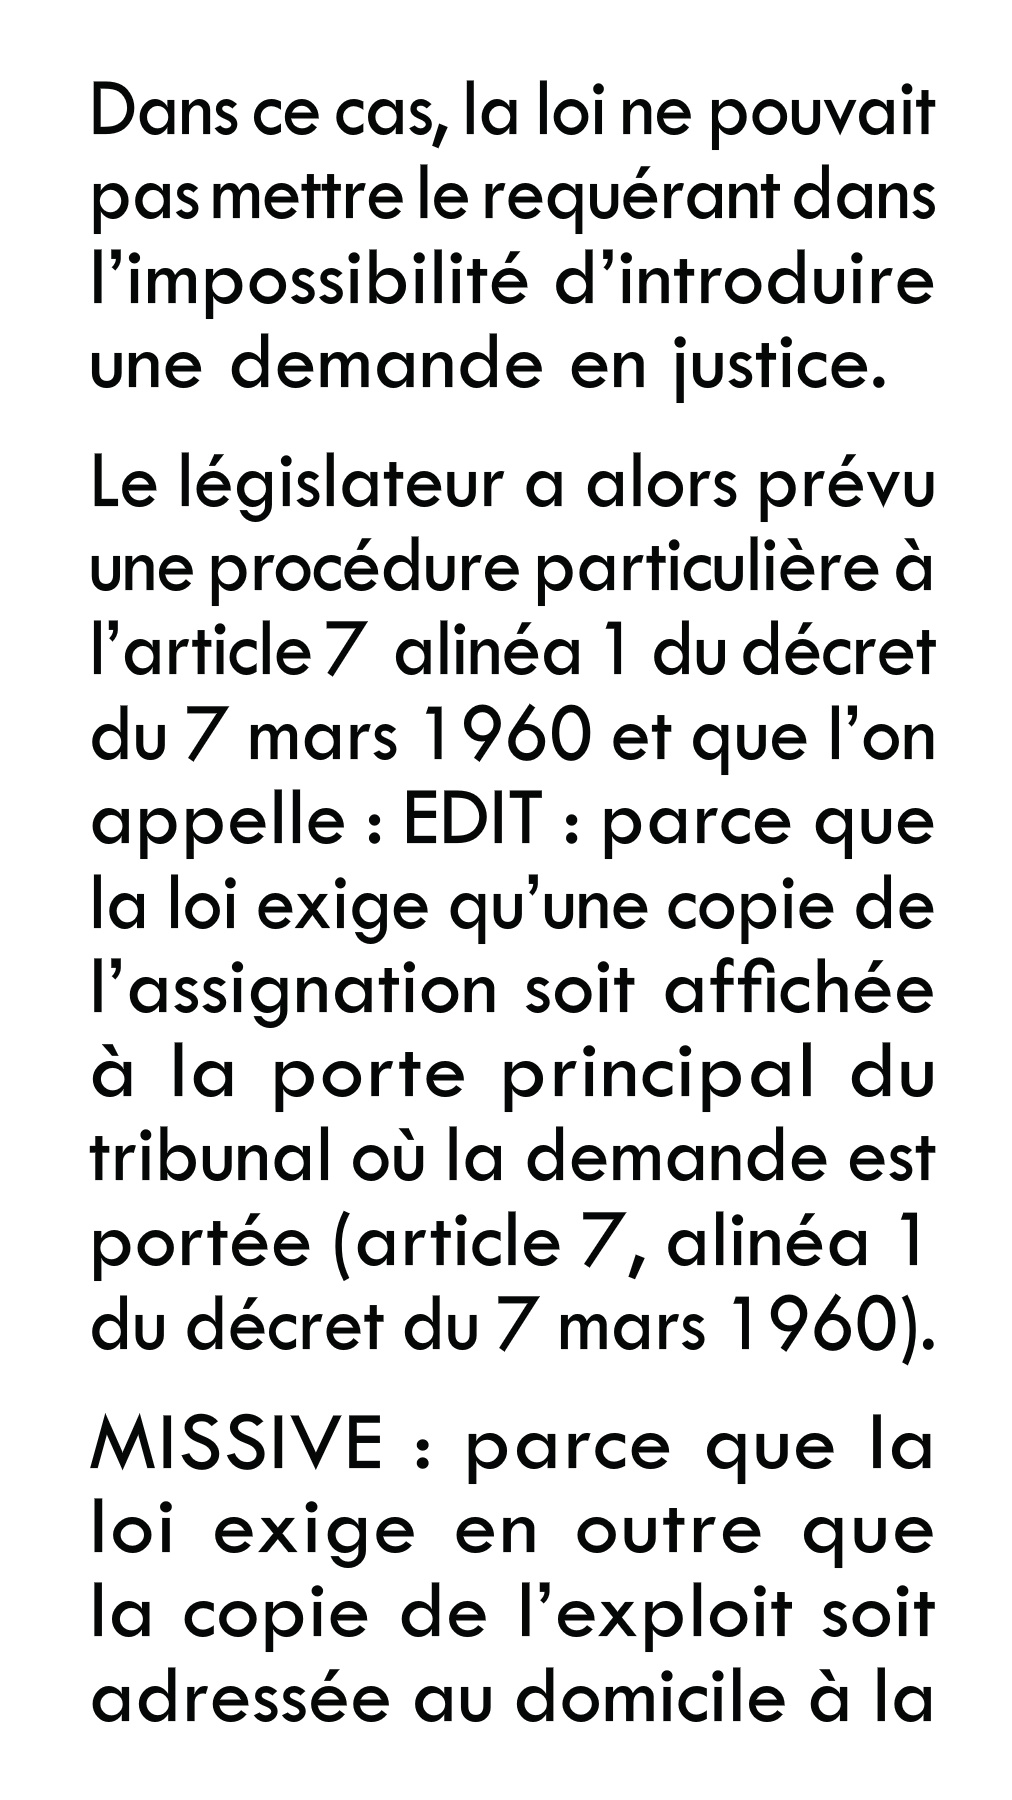 Dans ce cas, la loi ne pouvait
pas mettre le requérant dans
l’impossibilité d’introduire
une demande en justice.
Le législateur a alors prévu
une procédure particulière à
l’article 7 alinéa 1 du décret
du 7 mars 1960 et que l’on
appelle : EDIT : parce que
la loi exige qu’une copie de
l’assignation soit affichée
à la porte principal du
tribunal où la demande est
portée (article 7, alinéa 1
du décret du 7 mars 1960).
MISSIVE : parce que la
loi exige en outre que
la copie de l’exploit soit
adressée au domicile à la